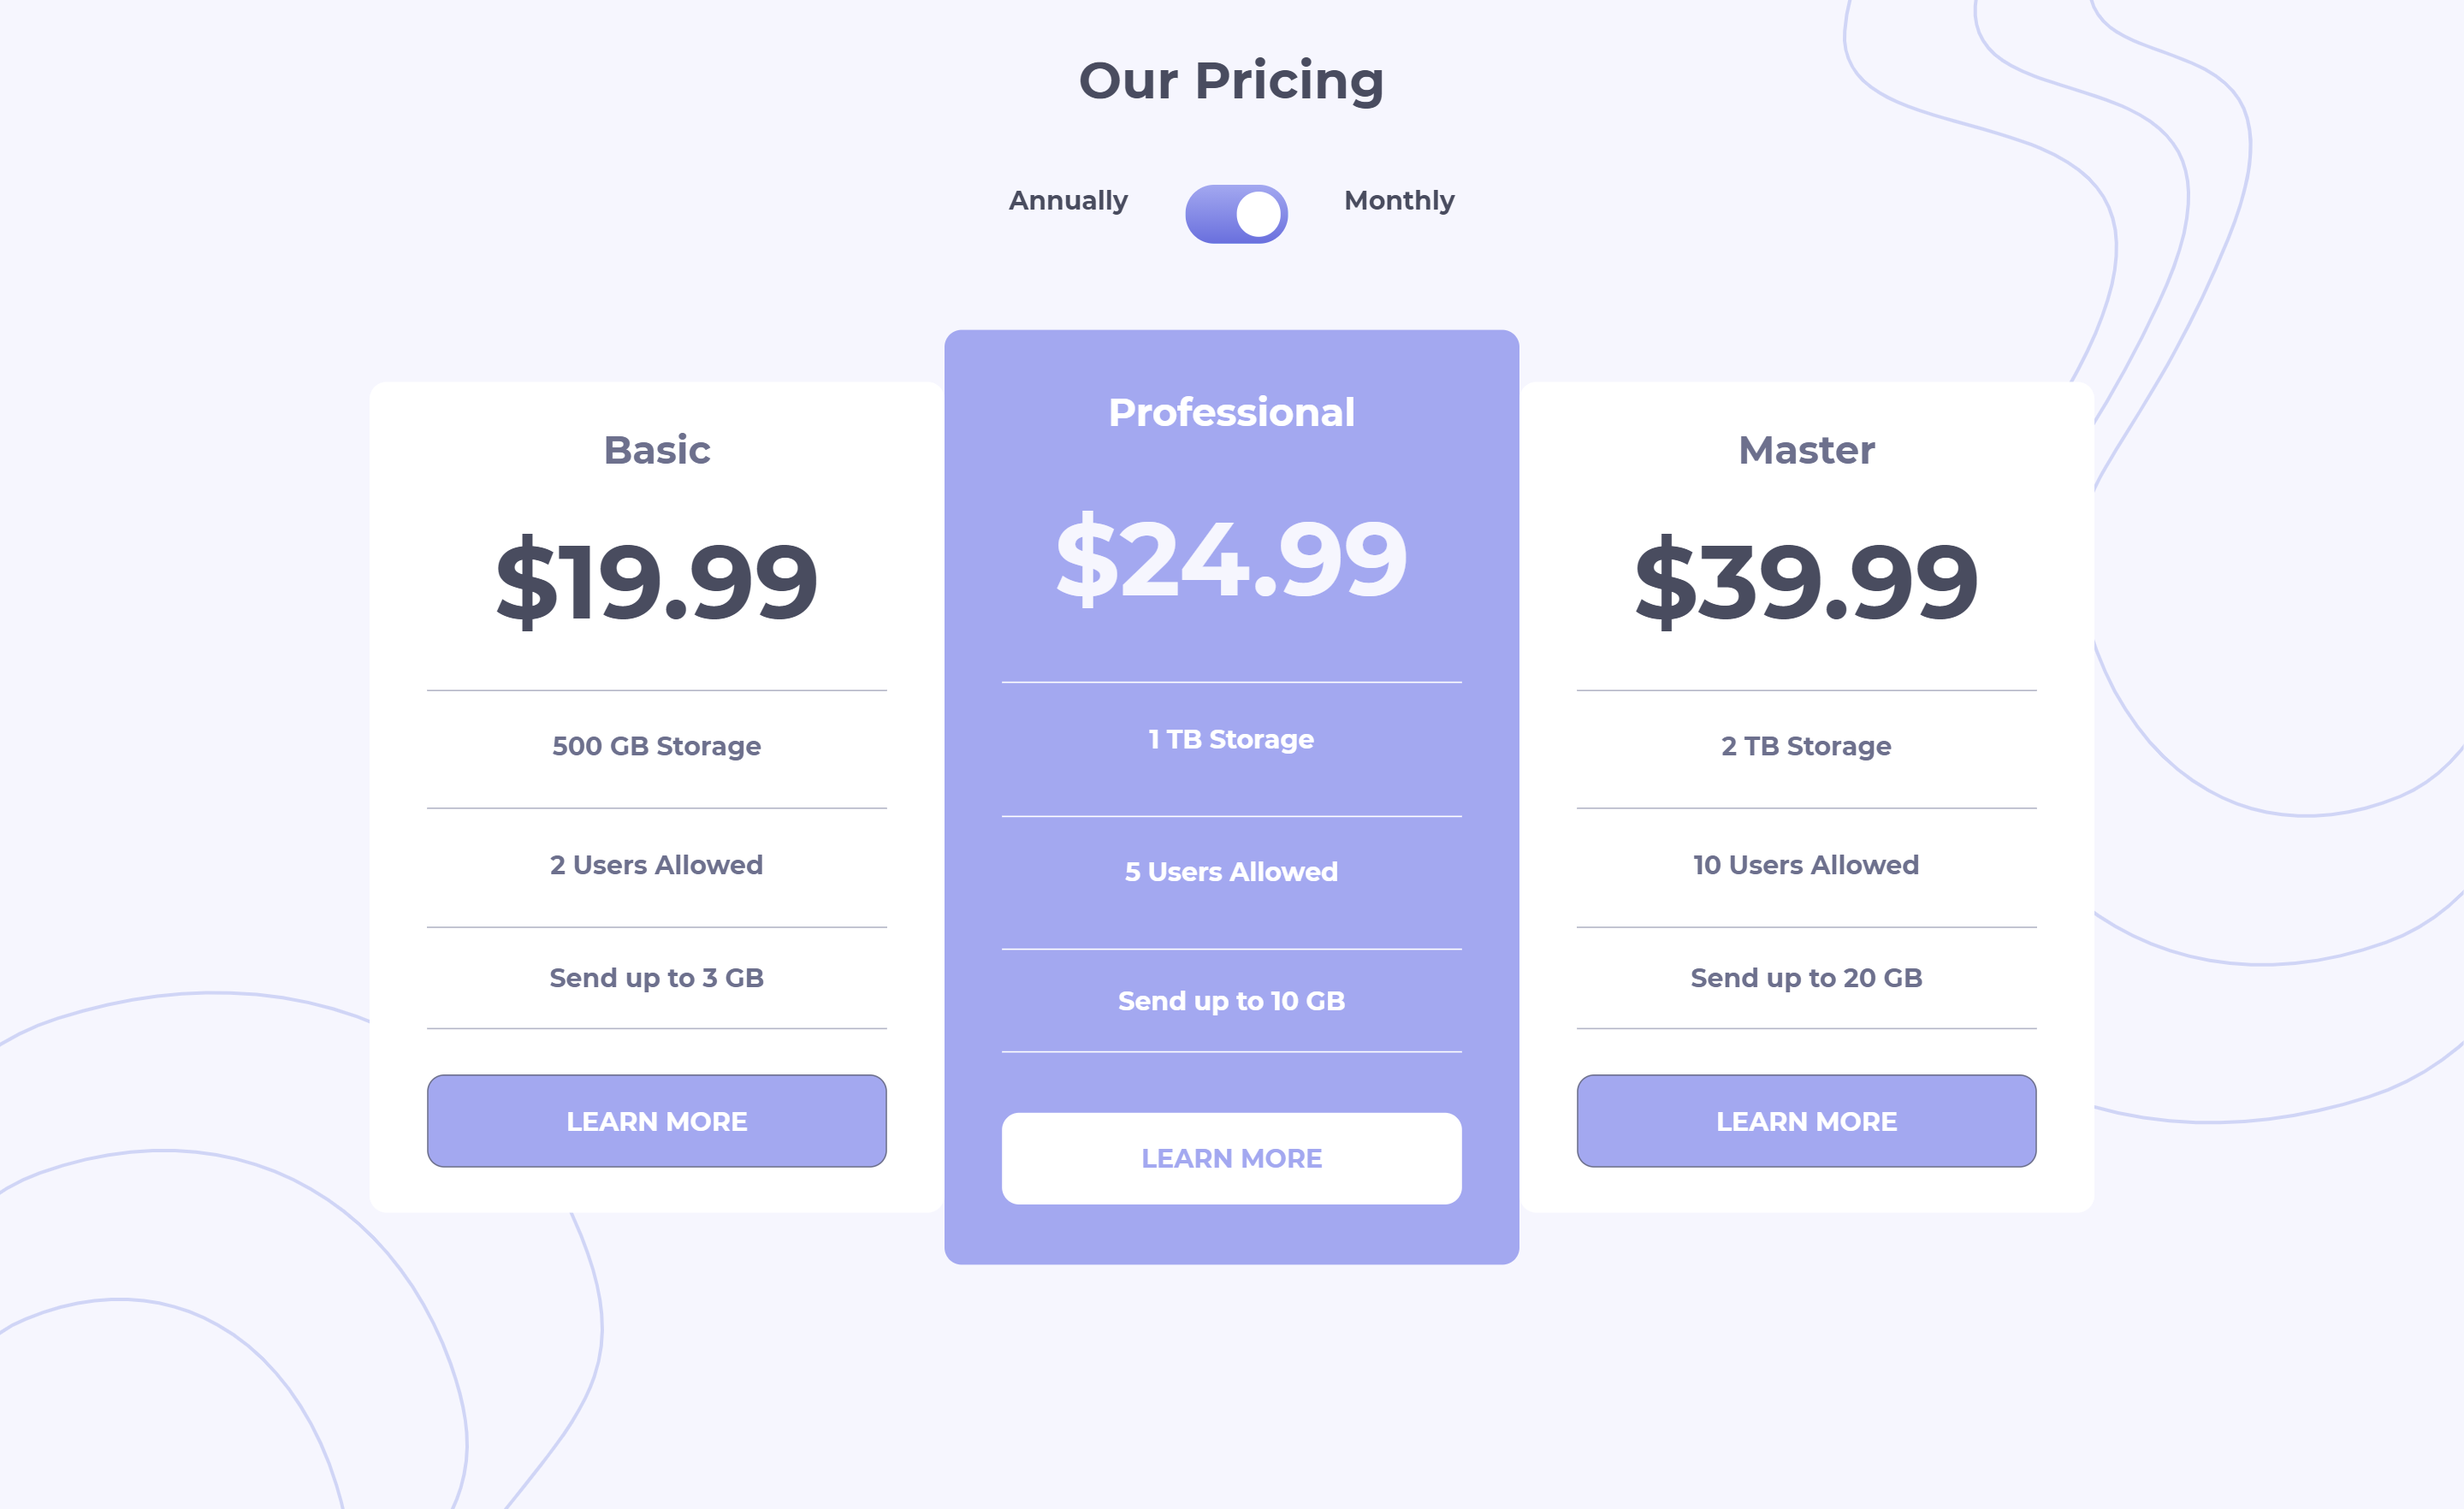 Our Pricing
Annually
Monthly
Basic
$19.99
500 GB Storage
2 Users Allowed
Send up to 3 GB
LEARN MORE
Professional
$24.99
1 TB Storage
5 Users Allowed
Send up to 10 GB
LEARN MORE
Master
$39.99
2 TB Storage
10 Users Allowed
Send up to 20 GB
LEARN MORE